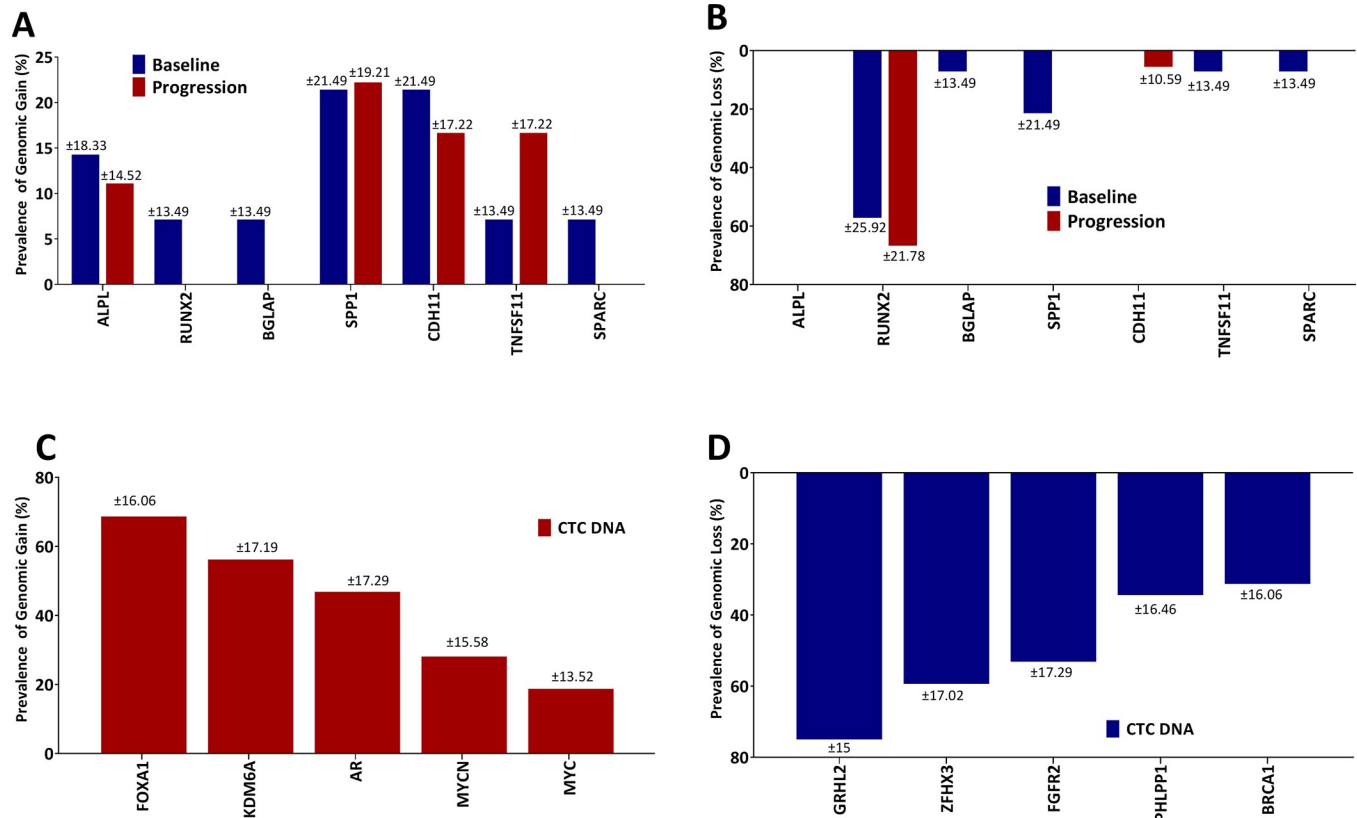 A
Prevalence of Genomic Gain (%)
25
20
15
10
5
0
Baseline
Progression
±18.33
±14.52
±13.49
±13.49
±21.49
±19.21
±21.49
±17.22
±13.49
±17.22
±13.49
ALPL
RUNX2
BGLAP
SPP1
CDH11
TNFSF11
SPARC
B
Prevalence of Genomic Loss (%)
0
20
40
60
80
±25.92
±21.78
±13.49
±21.49
±10.59
±13.49
±13.49
Baseline
Progression
ALPL
RUNX2
BGLAP
SPP1
CDH11
TNFSF11
SPARC
C
Prevalence of Genomic Gain (%)
80
60
40
20
0
±16.06
±17.19
±17.29
±15.58
±13.52
CTC DNA
FOXA1
KDM6A
AR
MYCN
MYC
D
Prevalence of Genomic Loss (%)
0
20
40
60
80
±15
±17.02
±17.29
±16.46
±16.06
CTC DNA
GRHL2
ZFHX3
FGFR2
PHLPP1
BRCA1